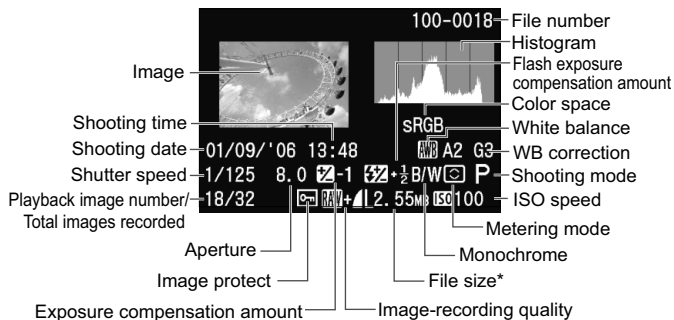 100-0018
File number
Histogram
Flash exposure
compensation amount
Image
Color space
Shooting time
sRGB
White balance
Shooting date
01/09/'06 13:48
AWB A2 G3
WB correction
Shutter speed
1/125 8.0 -1 +½ B/W P
Shooting mode
Playback image number/
Total images recorded
18/32 RAW+L 2.55MB ISO 100
ISO speed
Metering mode
Aperture
Monochrome
Image protect
File size*
Exposure compensation amount
Image-recording quality